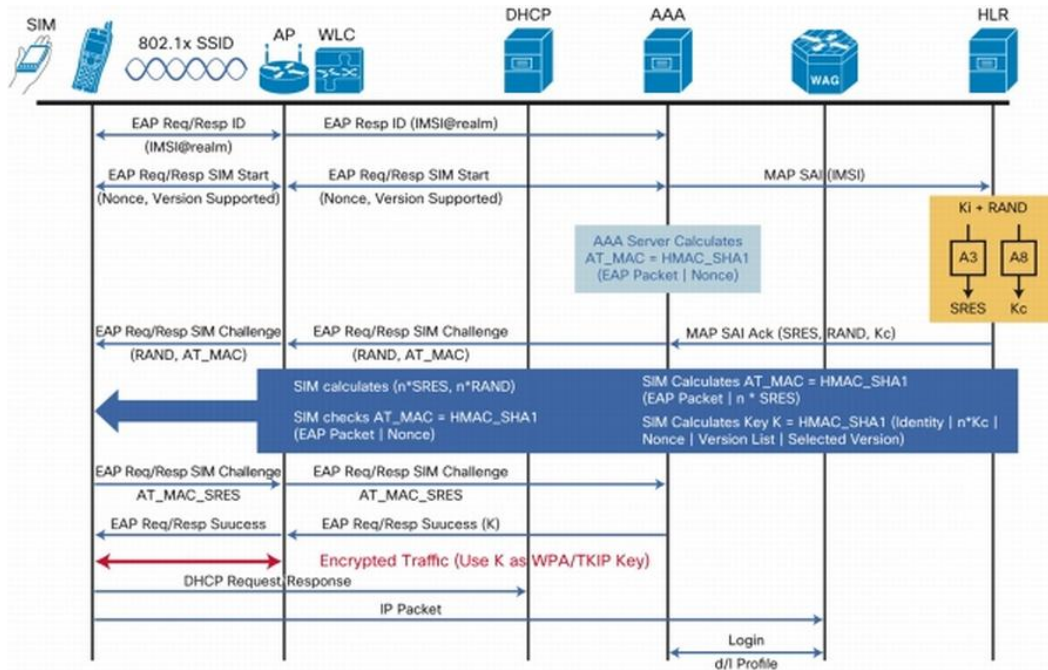 SIM
802.1x SSID
AP
WLC
DHCP
AAA
HLR
WAG
EAP Req/Resp ID
(IMSI@realm)
EAP Resp ID (IMSI@realm)
EAP Req/Resp SIM Start
(Nonce, Version Supported)
EAP Req/Resp SIM Start
(Nonce, Version Supported)
MAP SAI (IMSI)
Ki + RAND
A3
A8
SRES
Kc
AAA Server Calculates
AT_MAC = HMAC_SHA1
(EAP Packet | Nonce)
EAP Req/Resp SIM Challenge
(RAND, AT_MAC)
EAP Req/Resp SIM Challenge
(RAND, AT_MAC)
MAP SAI Ack (SRES, RAND, Kc)
SIM calculates (n*SRES, n*RAND)
SIM checks AT_MAC = HMAC_SHA1
(EAP Packet | Nonce)
SIM Calculates AT_MAC = HMAC_SHA1
(EAP Packet | n * SRES)
SIM Calculates Key K = HMAC_SHA1 (Identity | n*Kc |
Nonce | Version List | Selected Version)
EAP Req/Resp SIM Challenge
AT_MAC_SRES
EAP Req/Resp SIM Challenge
AT_MAC_SRES
EAP Req/Resp Suucess
EAP Req/Resp Suucess (K)
Encrypted Traffic (Use K as WPA/TKIP Key)
DHCP Request/Response
IP Packet
Login
d/l Profile